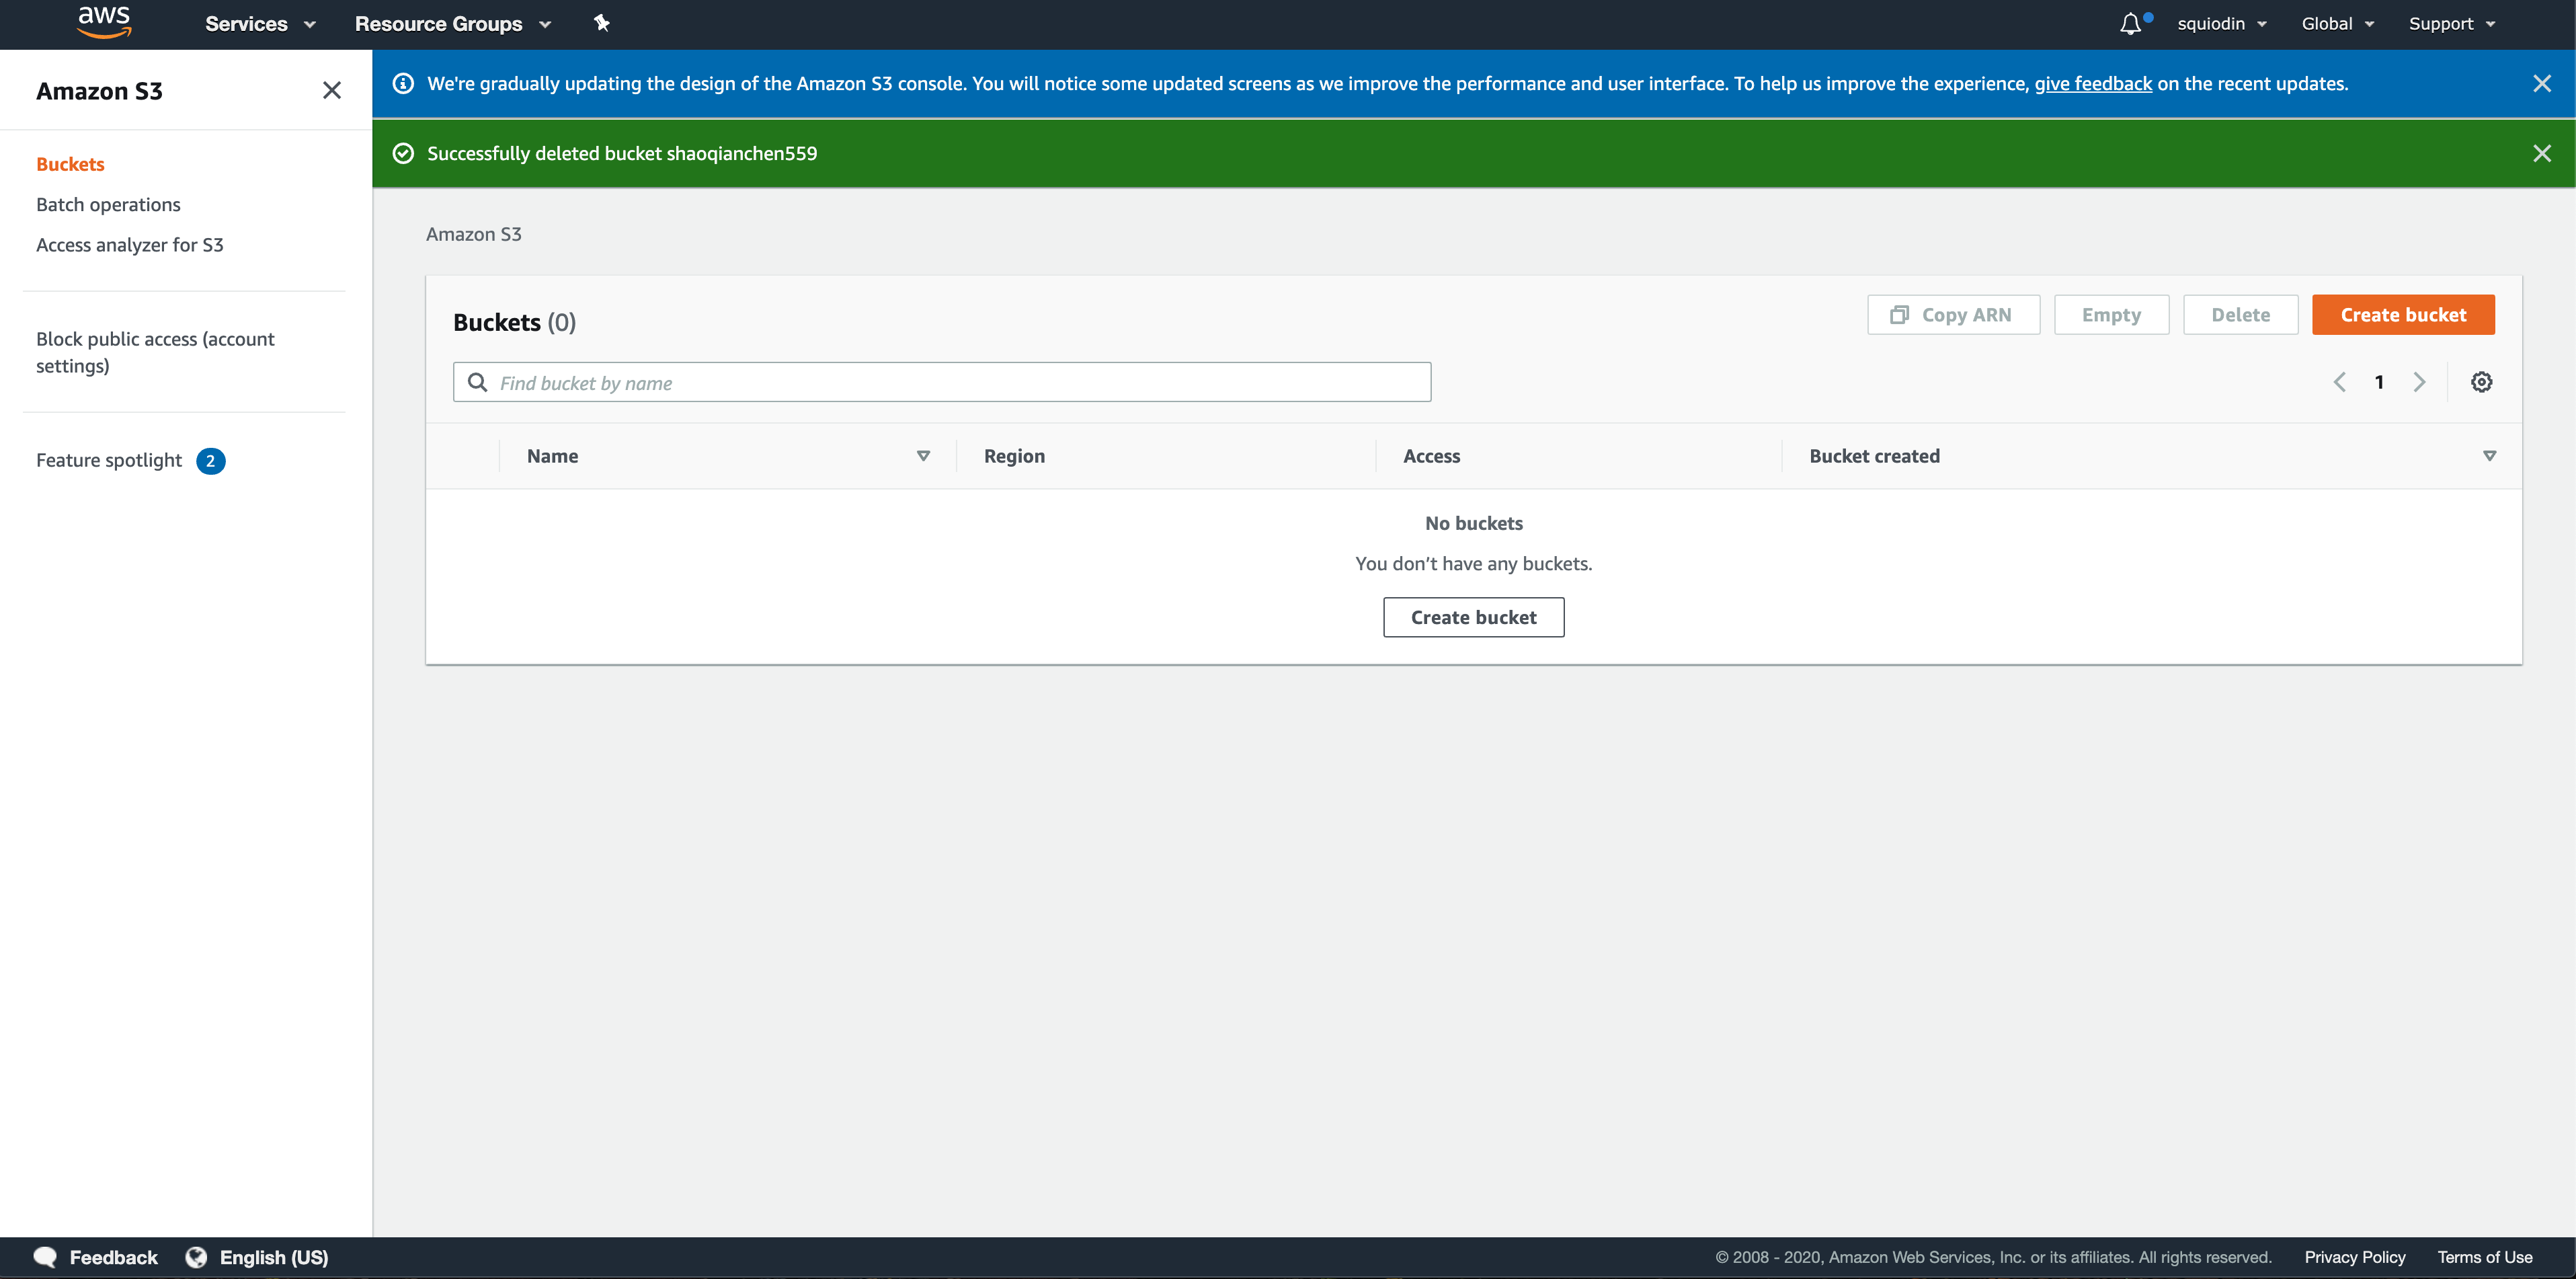 aws
Services
Resource Groups
squiodin
Global
Support
Amazon S3
Buckets
Batch operations
Access analyzer for S3
Block public access (account
settings)
Feature spotlight 2
We're gradually updating the design of the Amazon S3 console. You will notice some updated screens as we improve the performance and user interface. To help us improve the experience, give feedback on the recent updates.
Successfully deleted bucket shaoqianchen559
Amazon S3
Buckets (0)
Copy ARN
Empty
Delete
Create bucket
Find bucket by name
1
Name
Region
Access
Bucket created
No buckets
You don't have any buckets.
Create bucket
Feedback
English (US)
© 2008 - 2020, Amazon Web Services, Inc. or its affiliates. All rights reserved.
Privacy Policy
Terms of Use